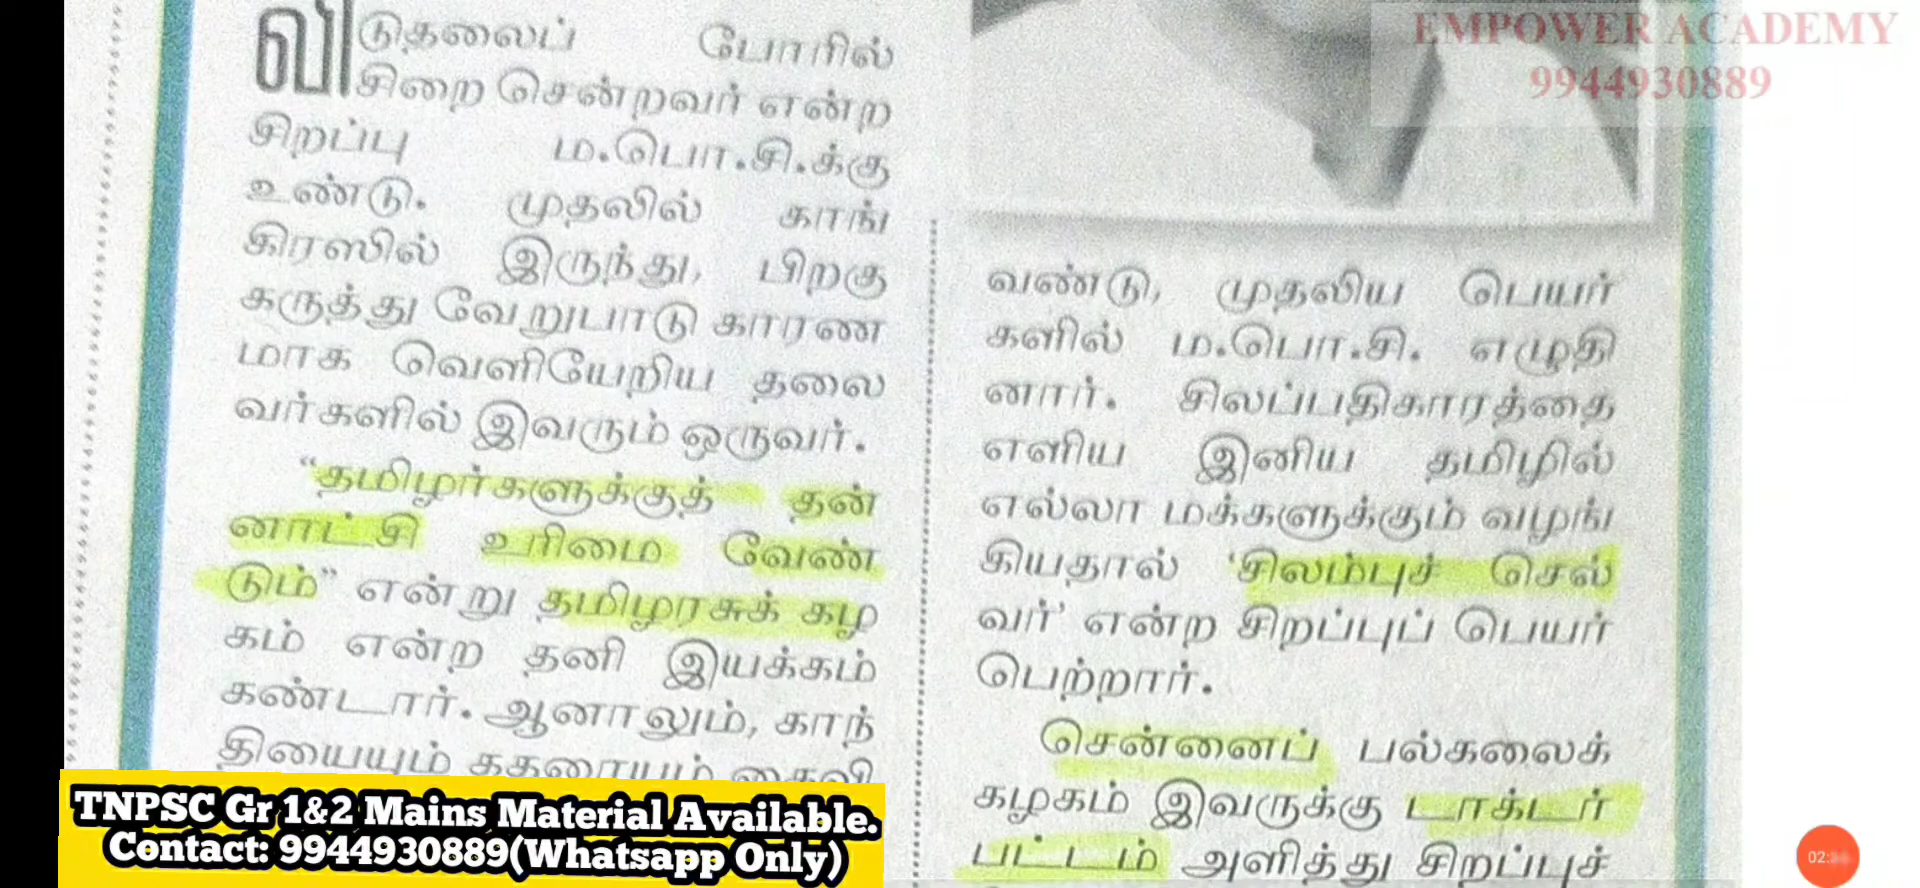 விடுதலைப் போரில்
சிறை சென்றவர் என்ற
சிறப்பு ம.பொ.சி.க்கு
உண்டு. முதலில் காங்
கிரஸில் இருந்து, பிறகு
கருத்து வேறுபாடு காரண
மாக வெளியேறிய தலை
வர்களில் இவரும் ஒருவர்.
“தமிழர்களுக்குத் தன்
னாட்சி உரிமை வேண்
டும்” என்று தமிழரசுக் கழ
கம் என்ற தனி இயக்கம்
கண்டார். ஆனாலும், காந்
தியையும் கதரையும்
வண்டு, முதலிய பெயர்
களில் ம.பொ.சி. எழுதி
னார். சிலப்பதிகாரத்தை
எளிய இனிய தமிழில்
எல்லா மக்களுக்கும் வழங்
கியதால் ‘சிலம்புச் செல்
வர்’ என்ற சிறப்புப் பெயர்
பெற்றார்.
சென்னைப் பல்கலைக்
கழகம் இவருக்கு டாக்டர்
பட்டம் அளித்து சிறப்புச்
EMPOWER ACADEMY
9944930889
TNPSC Gr 1&2 Mains Material Available.
Contact: 9944930889(Whatsapp Only)